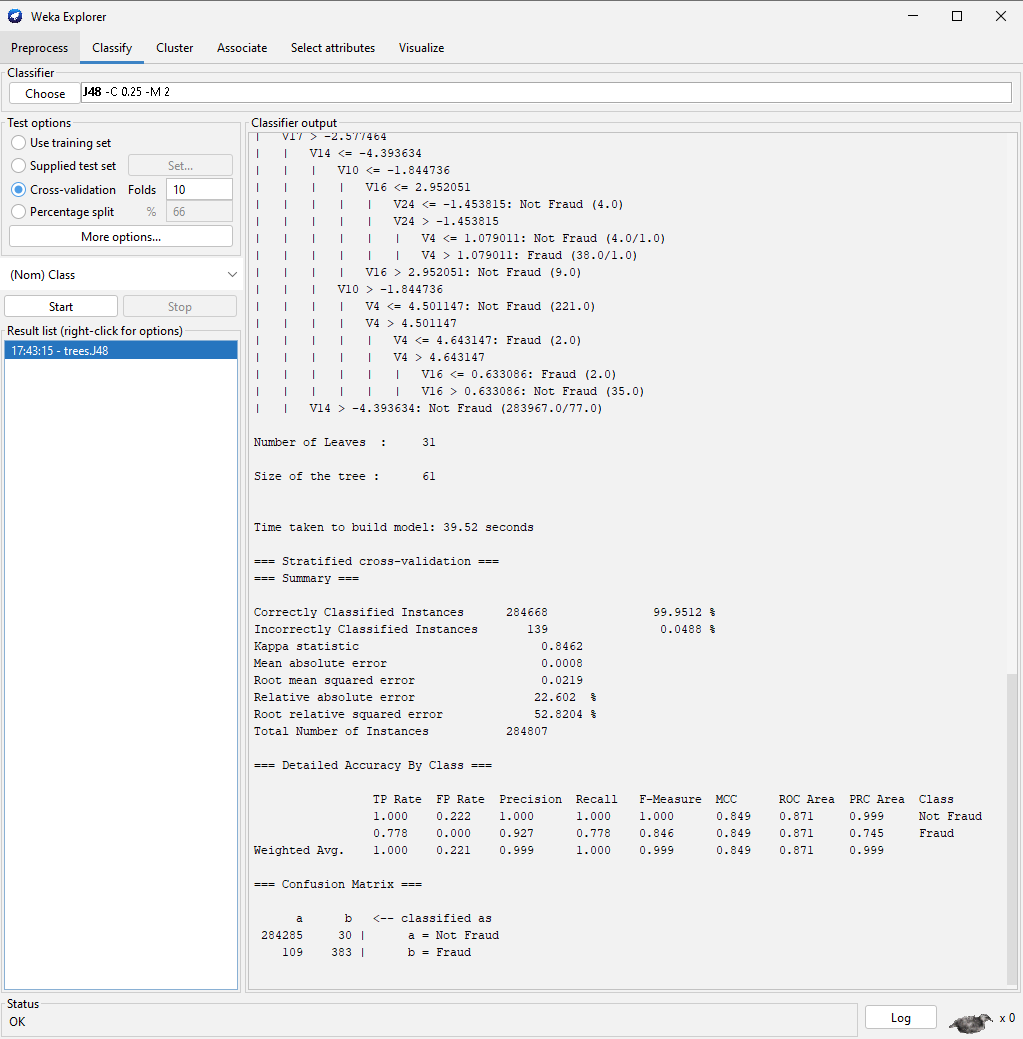 Weka Explorer
Preprocess Classify Cluster Associate Select attributes Visualize
Classifier
Choose J48 -C 0.25 -M 2
Test options
Use training set
Supplied test set Set...
Cross-validation Folds 10
Percentage split % 66
More options...
(Nom) Class
Start Stop
Result list (right-click for options)
17:43:15 - trees.J48
Classifier output
| V17 > -2.577464
| | V14 <= -4.393634
| | | V10 <= -1.844736
| | | | V16 <= 2.952051
| | | | | V24 <= -1.453815: Not Fraud (4.0)
| | | | | V24 > -1.453815
| | | | | | V4 <= 1.079011: Not Fraud (4.0/1.0)
| | | | | | V4 > 1.079011: Fraud (38.0/1.0)
| | | | V16 > 2.952051: Not Fraud (9.0)
| | | V10 > -1.844736
| | | | V4 <= 4.501147: Not Fraud (221.0)
| | | | V4 > 4.501147
| | | | | V4 <= 4.643147: Fraud (2.0)
| | | | | V4 > 4.643147
| | | | | | V16 <= 0.633086: Fraud (2.0)
| | | | | | V16 > 0.633086: Not Fraud (35.0)
| | V14 > -4.393634: Not Fraud (283967.0/77.0)
Number of Leaves : 31
Size of the tree : 61
Time taken to build model: 39.52 seconds
=== Stratified cross-validation ===
=== Summary ===
Correctly Classified Instances 284668 99.9512 %
Incorrectly Classified Instances 139 0.0488 %
Kappa statistic 0.8462
Mean absolute error 0.0008
Root mean squared error 0.0219
Relative absolute error 22.602 %
Root relative squared error 52.8204 %
Total Number of Instances 284807
=== Detailed Accuracy By Class ===
TP Rate FP Rate Precision Recall F-Measure MCC ROC Area PRC Area Class
1.000 0.222 1.000 1.000 1.000 0.849 0.871 0.999 Not Fraud
0.778 0.000 0.927 0.778 0.846 0.849 0.871 0.745 Fraud
Weighted Avg. 1.000 0.221 0.999 1.000 0.999 0.849 0.871 0.999
=== Confusion Matrix ===
a b <-- classified as
284285 30 | a = Not Fraud
109 383 | b = Fraud
Status
OK
Log
x 0